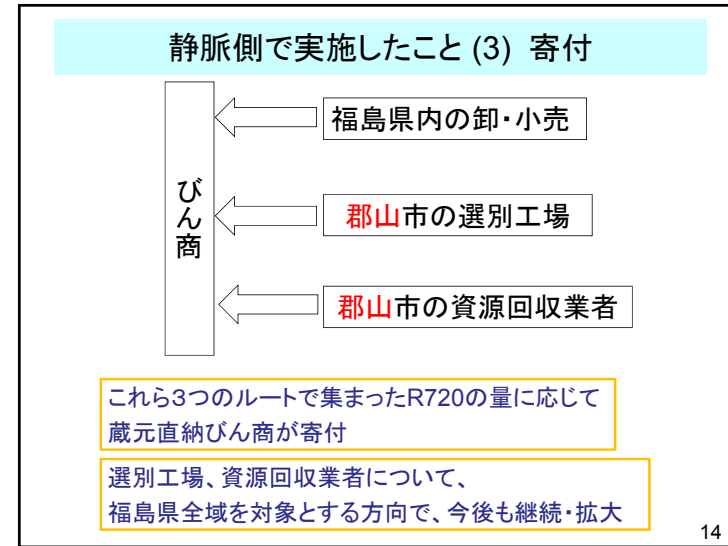 静脈側で実施したこと (3) 寄付
びん商
福島県内の卸・小売
郡山市の選別工場
郡山市の資源回収業者
これら3つのルートで集まったR720の量に応じて
蔵元直納びん商が寄付
選別工場、資源回収業者について、
福島県全域を対象とする方向で、今後も継続・拡大
14